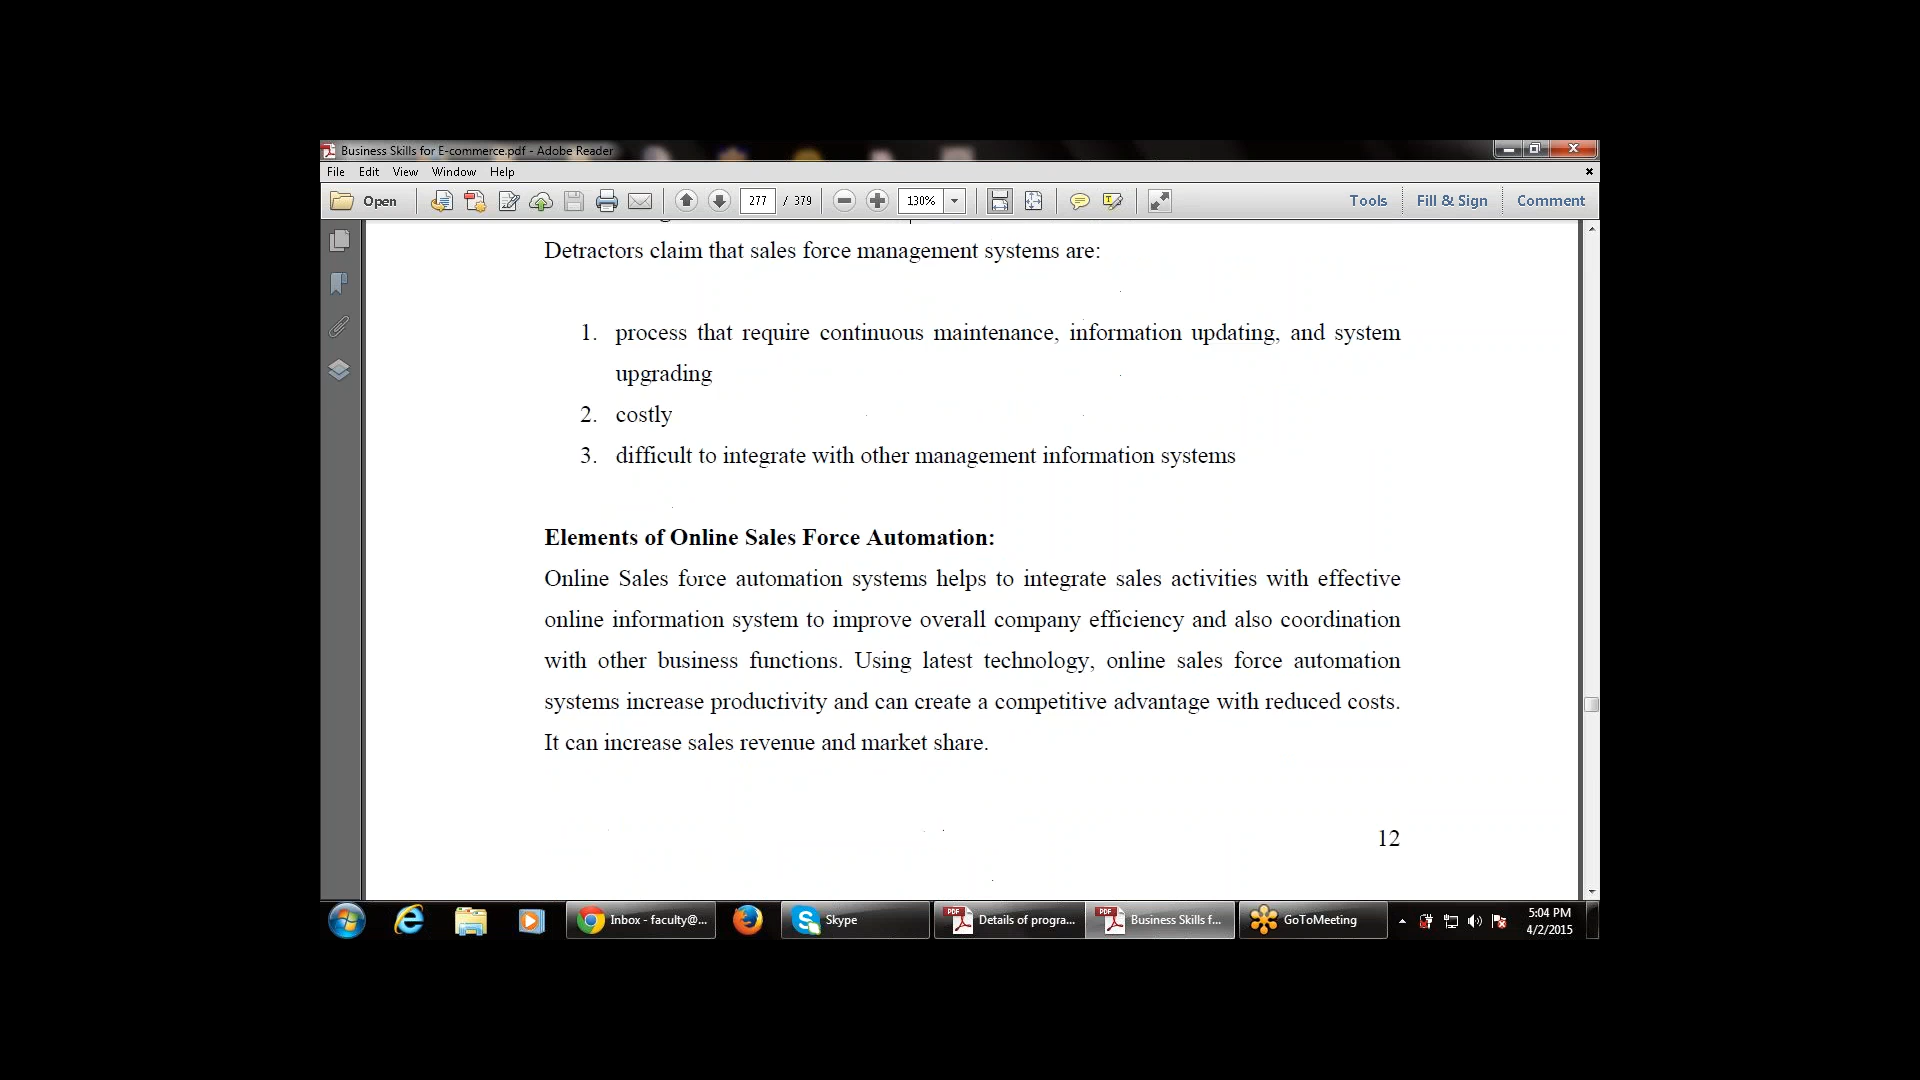 Business Skills for E-commerce.pdf - Adobe Reader
File Edit View Window Help
Open 277 / 379 130% Tools Fill & Sign Comment
Detractors claim that sales force management systems are:
1. process that require continuous maintenance, information updating, and system
upgrading
2. costly
3. difficult to integrate with other management information systems
Elements of Online Sales Force Automation:
Online Sales force automation systems helps to integrate sales activities with effective
online information system to improve overall company efficiency and also coordination
with other business functions. Using latest technology, online sales force automation
systems increase productivity and can create a competitive advantage with reduced costs.
It can increase sales revenue and market share.
12
Inbox - faculty@... Skype Details of progra... Business Skills f... GoToMeeting 5:04 PM
4/2/2015